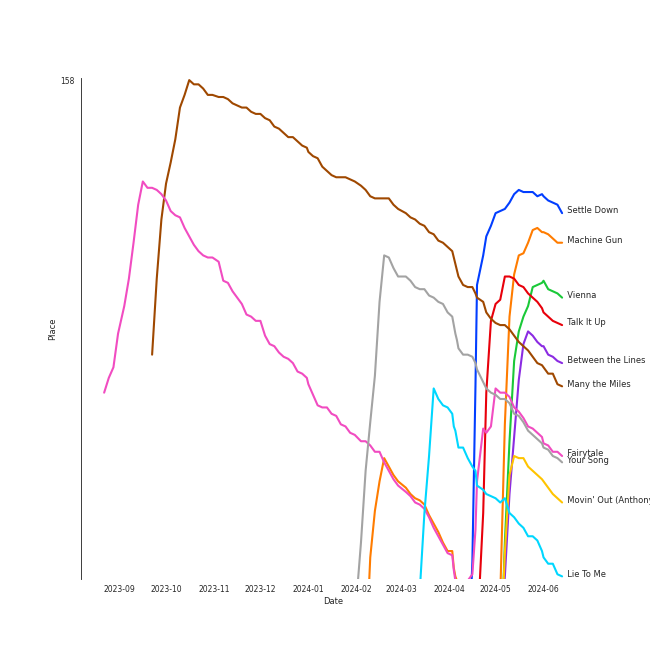 158
Place
Settle Down
Machine Gun
Vienna
Talk It Up
Between the Lines
Many the Miles
Fairytale
Your Song
Movin' Out (Anthony
Lie To Me
2023-09 2023-10 2023-11 2023-12 2024-01 2024-02 2024-03 2024-04 2024-05 2024-06
Date